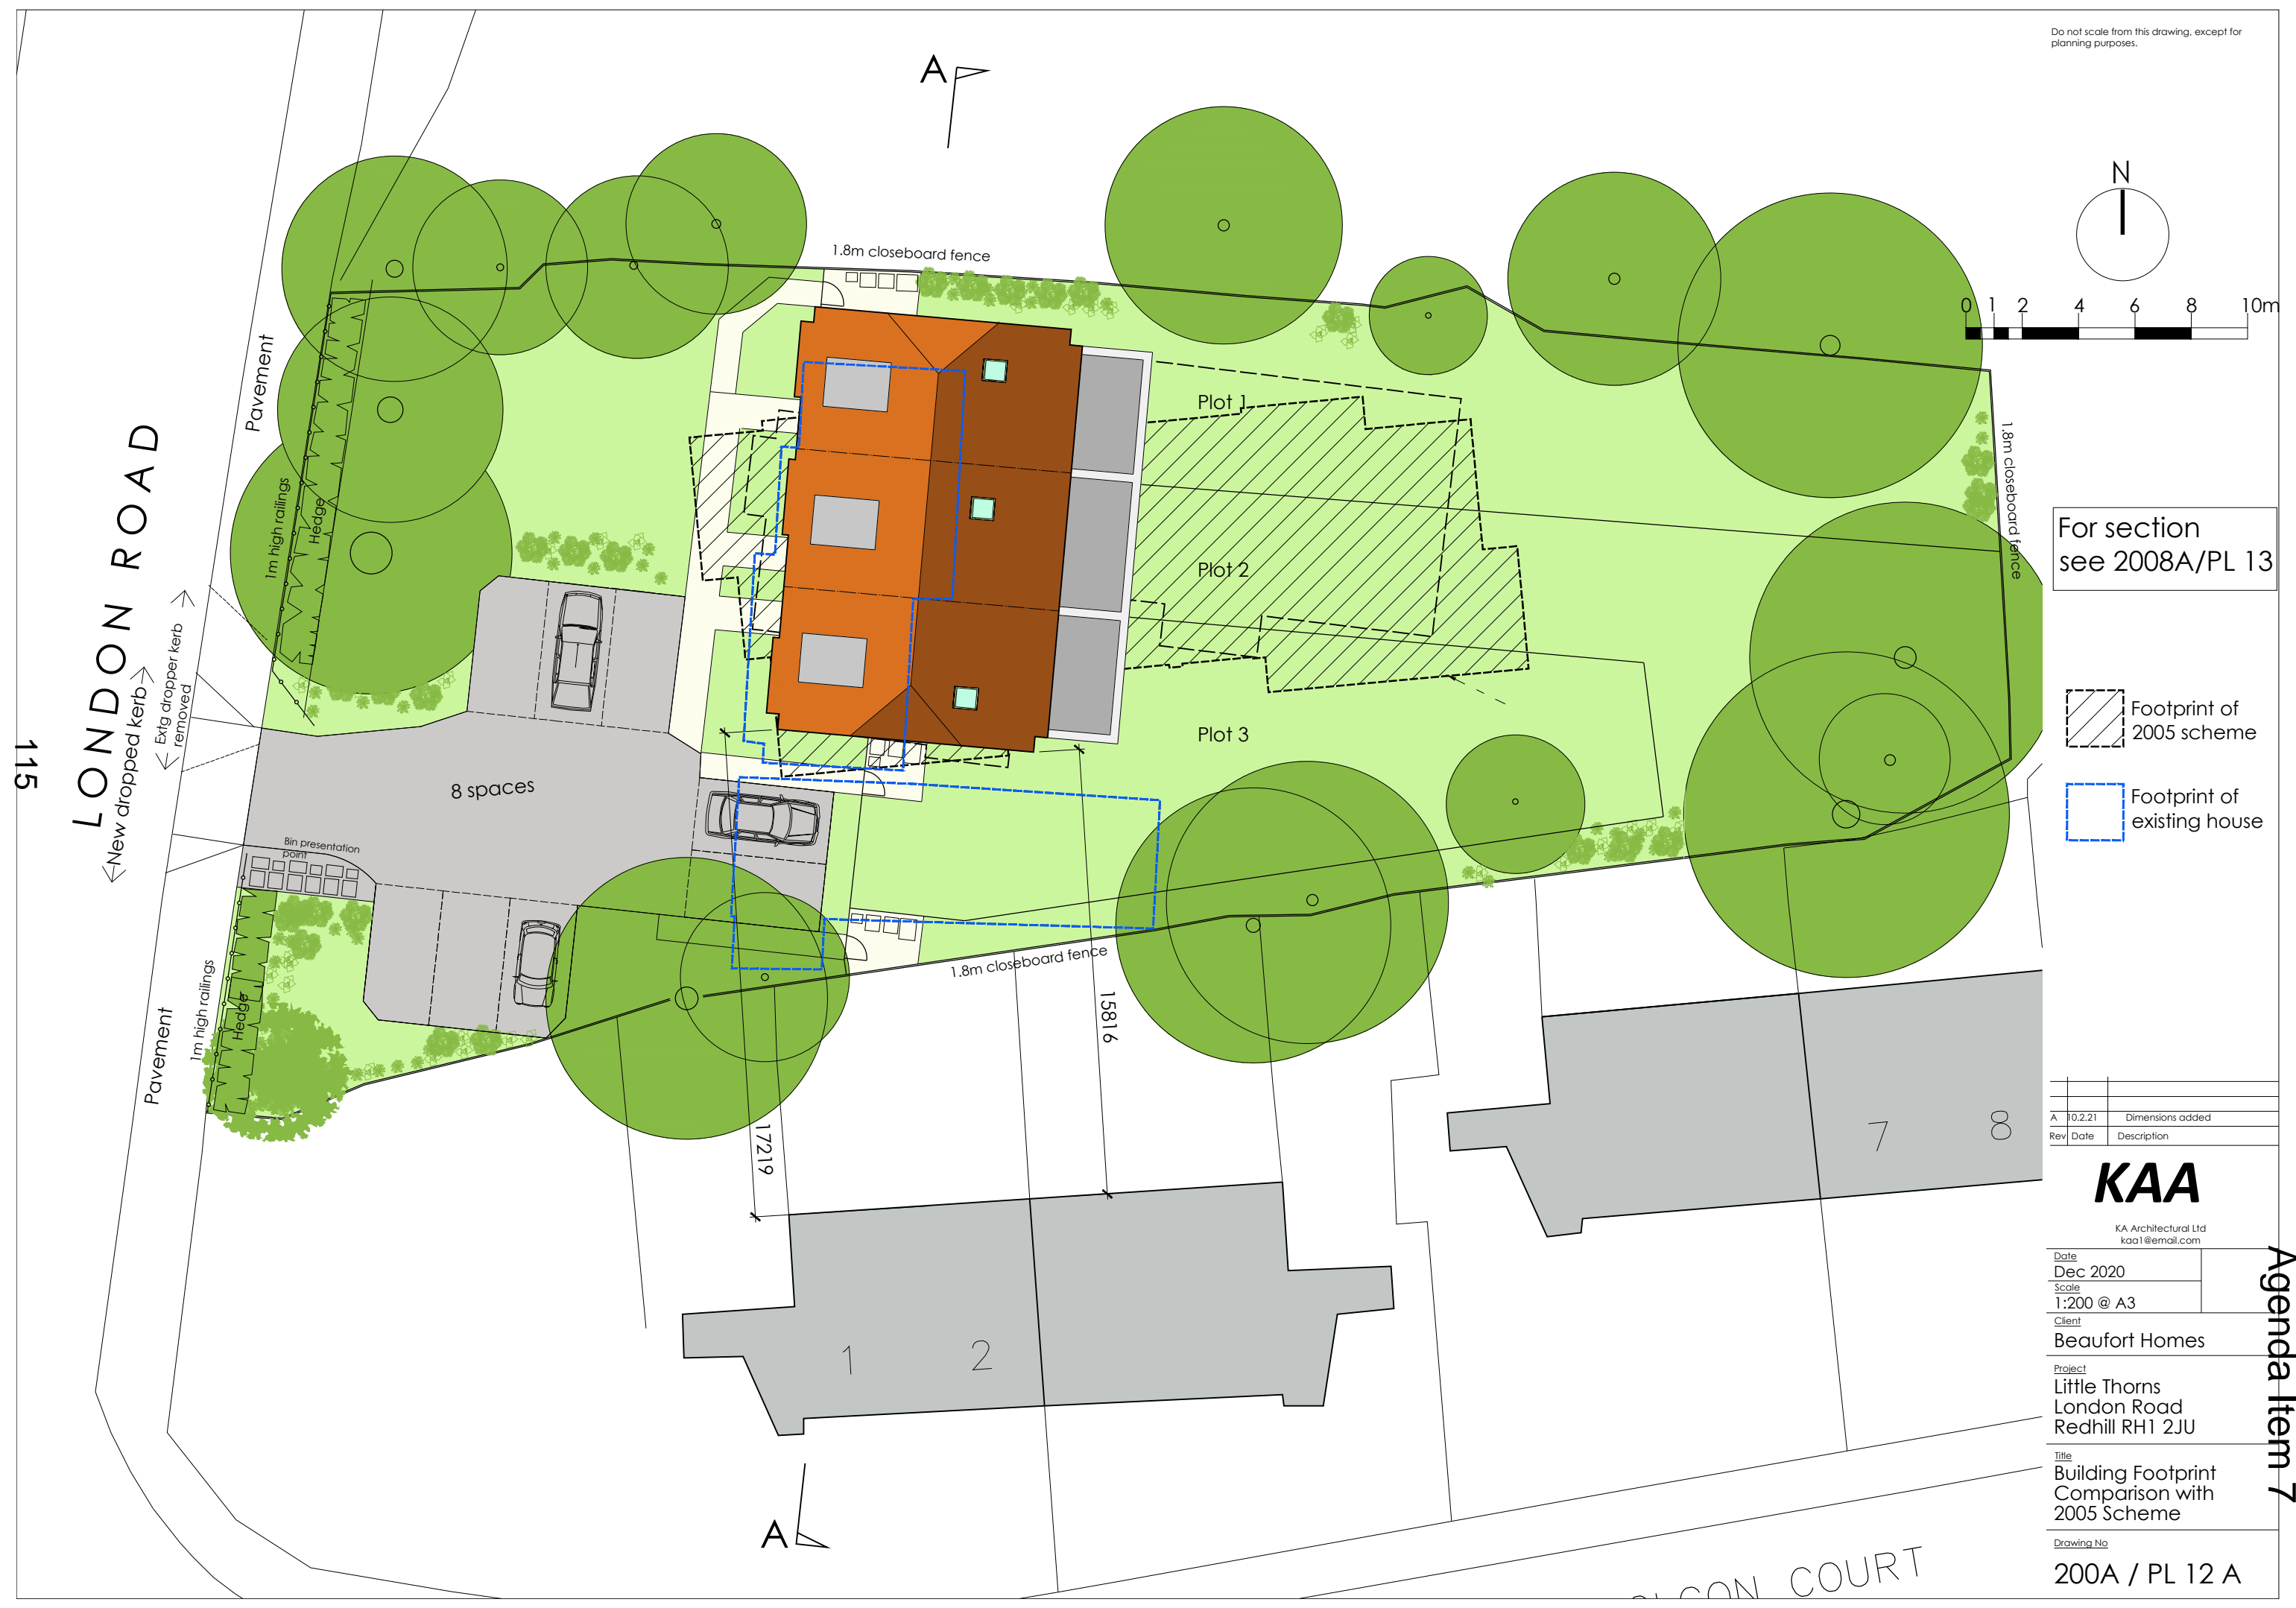 Do not scale from this drawing, except for
planning purposes.
A
N
0 1 2 4 6 8 10m
1.8m closeboard fence
Pavement
LONDON ROAD
1m high railings
Hedge
Plot 1
Plot 2
Plot 3
1.8m closeboard fence
For section
see 2008A/PL 13
Extg dropper kerb
removed
New dropped kerb
115
8 spaces
Bin presentation
point
Footprint of
2005 scheme
Footprint of
existing house
1.8m closeboard fence
15816
17219
1m high railings
Hedge
Pavement
1
2
7
8
A
COURT
A 10.2.21 Dimensions added
Rev Date Description
KAA
KA Architectural Ltd
kaa1@email.com
Date
Dec 2020
Scale
1:200 @ A3
Client
Beaufort Homes
Project
Little Thorns
London Road
Redhill RH1 2JU
Title
Building Footprint
Comparison with
2005 Scheme
Drawing No
200A / PL 12 A
Agenda Item 7